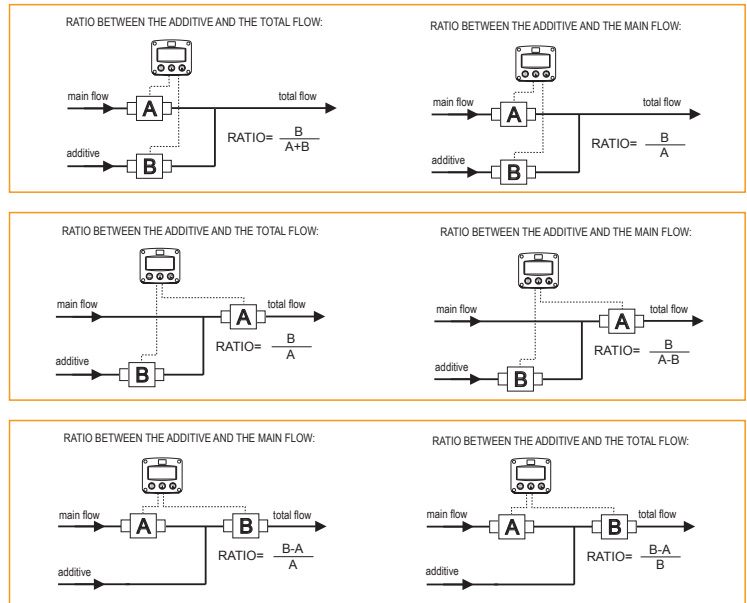 RATIO BETWEEN THE ADDITIVE AND THE TOTAL FLOW:
main flow
A
total flow
RATIO= B
A+B
additive
B
RATIO BETWEEN THE ADDITIVE AND THE MAIN FLOW:
main flow
A
total flow
RATIO= B
A
additive
B
RATIO BETWEEN THE ADDITIVE AND THE TOTAL FLOW:
main flow
A
total flow
RATIO= B
A
additive
B
RATIO BETWEEN THE ADDITIVE AND THE MAIN FLOW:
main flow
A
total flow
RATIO= B
A-B
additive
B
RATIO BETWEEN THE ADDITIVE AND THE MAIN FLOW:
main flow
A
B
total flow
RATIO= B-A
A
additive
RATIO BETWEEN THE ADDITIVE AND THE TOTAL FLOW:
main flow
A
B
total flow
RATIO= B-A
B
additive